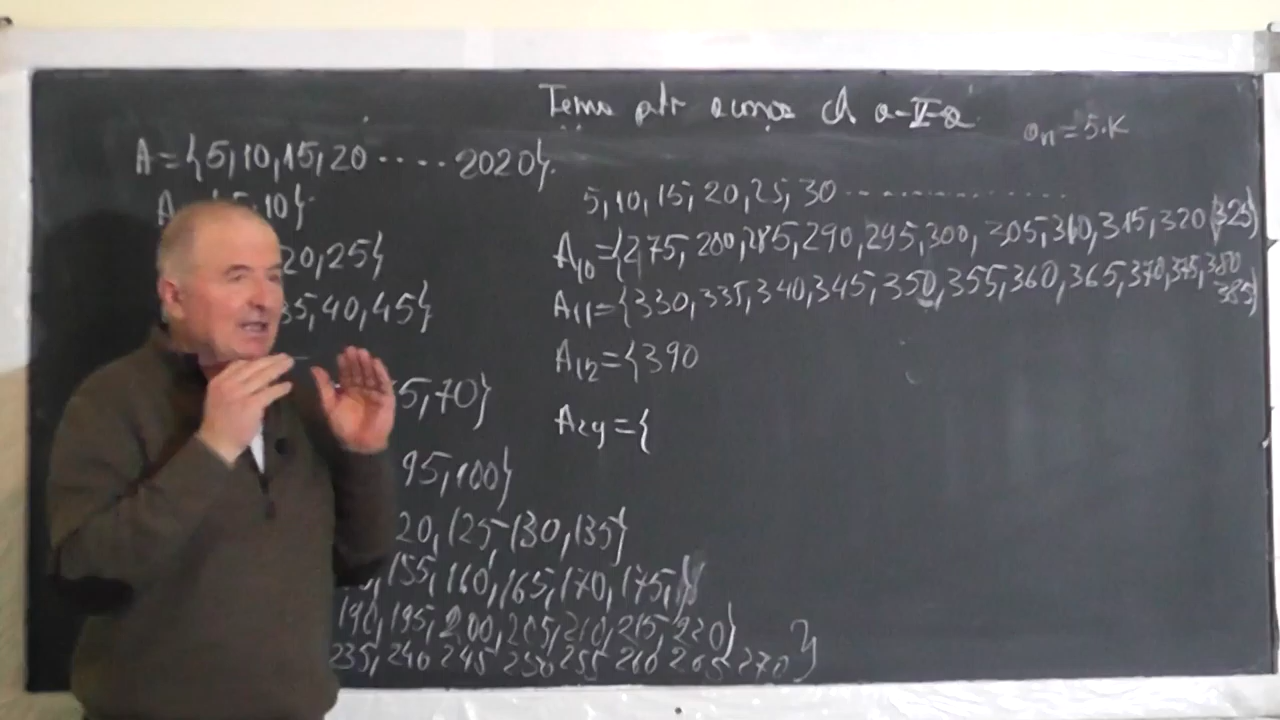 Tema ptr acasa cl a-V-a
a_n=5·K
A={5,10,15,20.....2020}.
A 5,10}
20,25}
35,40,45}
5,70}
95,100}
20,125,130,135}
155,160,165,170,175,
190,195,200,205,210,215,220}
235,240 245 250 255 260 265 270}
5,10,15,20,25,30..............
A10={275,280,285,290,295,300,305,310,315,320,325}
A11={330,335,340,345,350,355,360,365,370,375,380
385}
A12={390
A24={